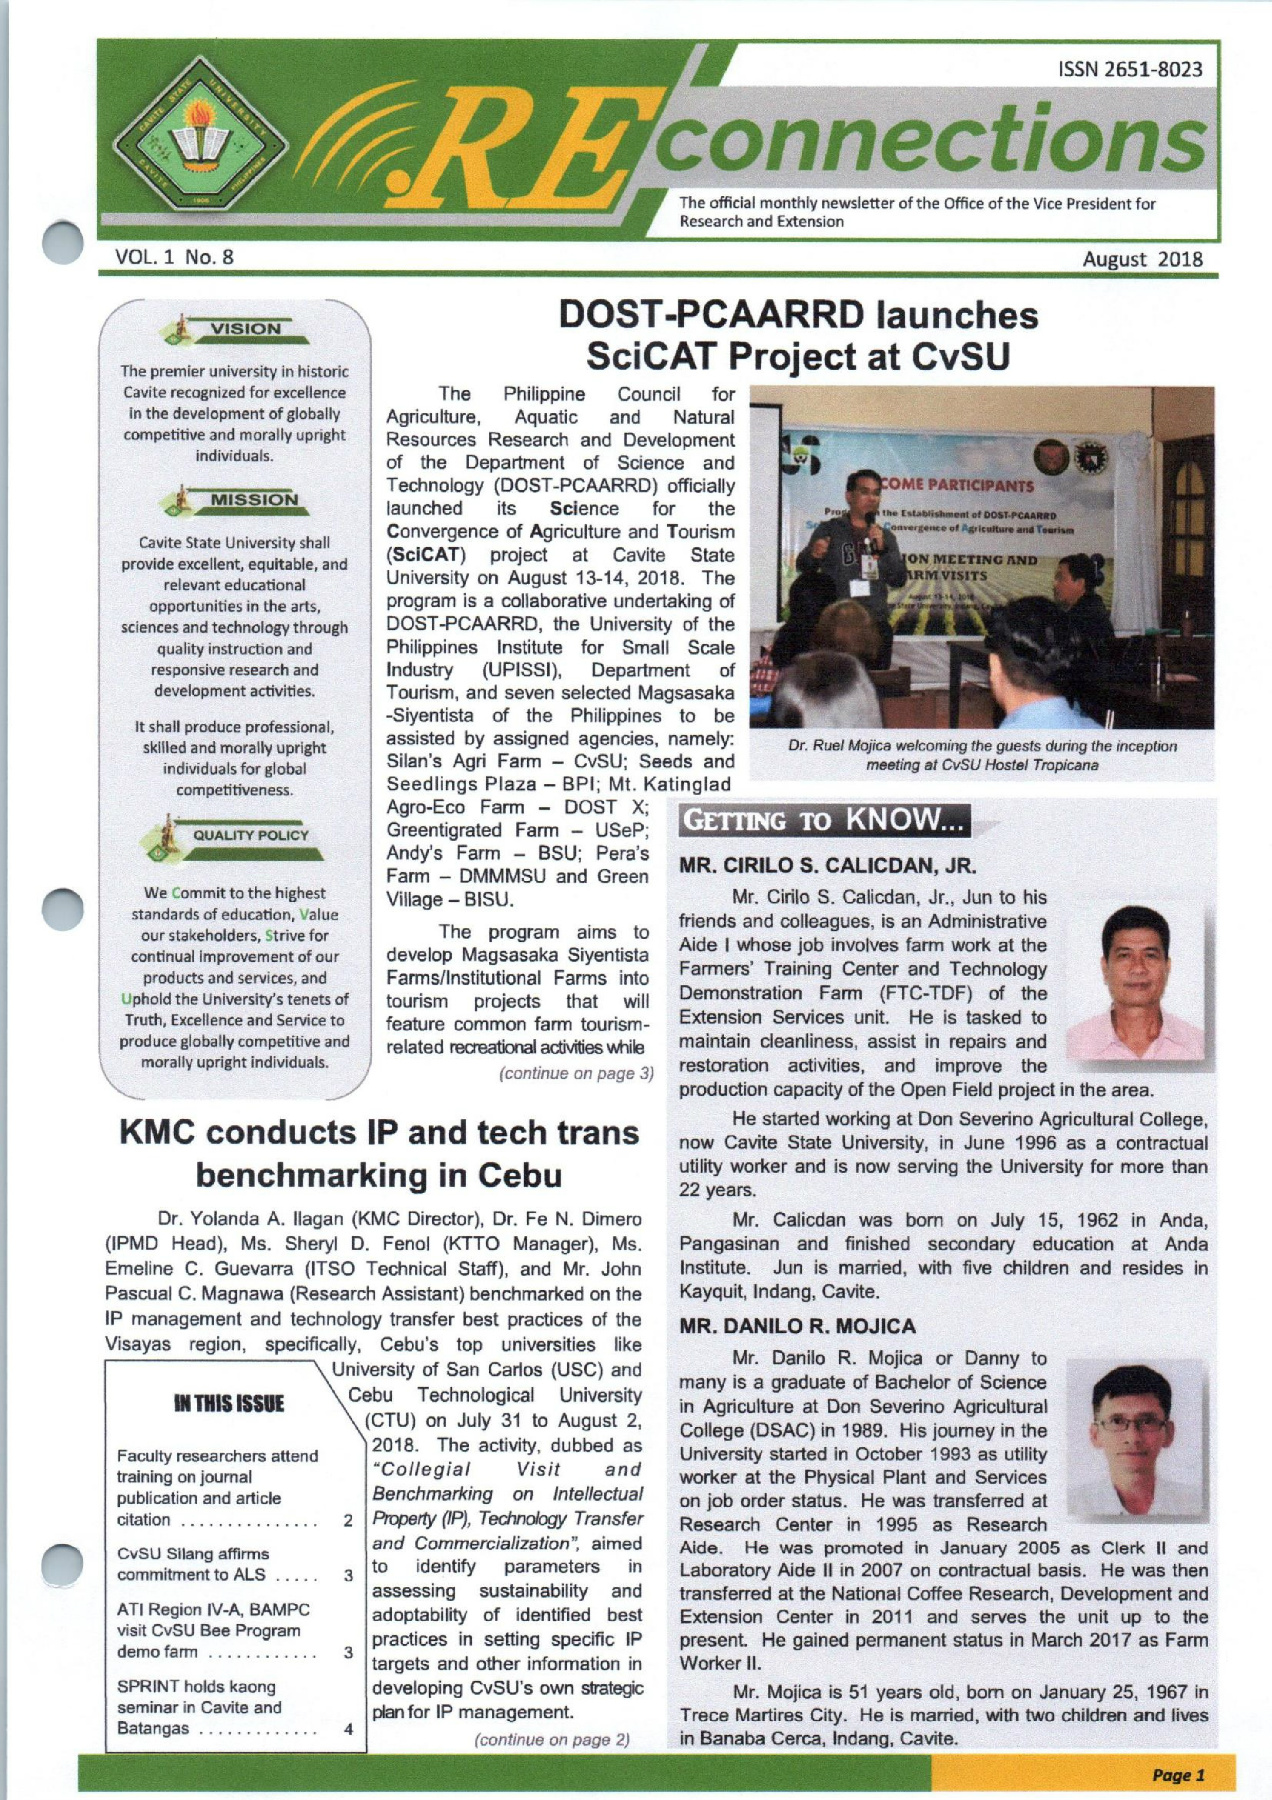 ISSN 2651-8023
CAVITE STATE UNIVERSITY
CAVITE PHILIPPINES
1906
RE connections
The official monthly newsletter of the Office of the Vice President for
Research and Extension
VOL. 1 No. 8
August 2018
VISION
The premier university in historic
Cavite recognized for excellence
in the development of globally
competitive and morally upright
individuals.
MISSION
Cavite State University shall
provide excellent, equitable, and
relevant educational
opportunities in the arts,
sciences and technology through
quality instruction and
responsive research and
development activities.
It shall produce professional,
skilled and morally upright
individuals for global
competitiveness.
QUALITY POLICY
We Commit to the highest
standards of education, Value
our stakeholders, Strive for
continual improvement of our
products and services, and
Uphold the University's tenets of
Truth, Excellence and Service to
produce globally competitive and
morally upright individuals.
DOST-PCAARRD launches
SciCAT Project at CvSU
The Philippine Council for
Agriculture, Aquatic and Natural
Resources Research and Development
of the Department of Science and
Technology (DOST-PCAARRD) officially
launched its Science for the
Convergence of Agriculture and Tourism
(SciCAT) project at Cavite State
University on August 13-14, 2018. The
program is a collaborative undertaking of
DOST-PCAARRD, the University of the
Philippines Institute for Small Scale
Industry (UPISSI), Department of
Tourism, and seven selected Magsasaka
-Siyentista of the Philippines to be
assisted by assigned agencies, namely:
Silan's Agri Farm – CvSU; Seeds and
Seedlings Plaza – BPI; Mt. Katinglad
Agro-Eco Farm – DOST X;
Greentigrated Farm – USeP;
Andy's Farm – BSU; Pera's
Farm – DMMMSU and Green
Village – BISU.
The program aims to
develop Magsasaka Siyentista
Farms/Institutional Farms into
tourism projects that will
feature common farm tourism-
related recreational activities while
(continue on page 3)
COME PARTICIPANTS
the Establishment of DOST-PCAARRD
Convergence of Agriculture and Tourism
ION MEETING AND
ARM VISITS
August 13-14, 2018
Dr. Ruel Mojica welcoming the guests during the inception
meeting at CvSU Hostel Tropicana
GETTING TO KNOW...
MR. CIRILO S. CALICDAN, JR.
Mr. Cirilo S. Calicdan, Jr., Jun to his
friends and colleagues, is an Administrative
Aide I whose job involves farm work at the
Farmers' Training Center and Technology
Demonstration Farm (FTC-TDF) of the
Extension Services unit. He is tasked to
maintain cleanliness, assist in repairs and
restoration activities, and improve the
production capacity of the Open Field project in the area.
He started working at Don Severino Agricultural College,
now Cavite State University, in June 1996 as a contractual
utility worker and is now serving the University for more than
22 years.
Mr. Calicdan was born on July 15, 1962 in Anda,
Pangasinan and finished secondary education at Anda
Institute. Jun is married, with five children and resides in
Kayquit, Indang, Cavite.
MR. DANILO R. MOJICA
Mr. Danilo R. Mojica or Danny to
many is a graduate of Bachelor of Science
in Agriculture at Don Severino Agricultural
College (DSAC) in 1989. His journey in the
University started in October 1993 as utility
worker at the Physical Plant and Services
on job order status. He was transferred at
Research Center in 1995 as Research
Aide. He was promoted in January 2005 as Clerk II and
Laboratory Aide II in 2007 on contractual basis. He was then
transferred at the National Coffee Research, Development and
Extension Center in 2011 and serves the unit up to the
present. He gained permanent status in March 2017 as Farm
Worker II.
Mr. Mojica is 51 years old, born on January 25, 1967 in
Trece Martires City. He is married, with two children and lives
in Banaba Cerca, Indang, Cavite.
KMC conducts IP and tech trans
benchmarking in Cebu
Dr. Yolanda A. Ilagan (KMC Director), Dr. Fe N. Dimero
(IPMD Head), Ms. Sheryl D. Fenol (KTTO Manager), Ms.
Emeline C. Guevarra (ITSO Technical Staff), and Mr. John
Pascual C. Magnawa (Research Assistant) benchmarked on the
IP management and technology transfer best practices of the
Visayas region, specifically, Cebu's top universities like
University of San Carlos (USC) and
Cebu Technological University
(CTU) on July 31 to August 2,
2018. The activity, dubbed as
"Collegial Visit and
Benchmarking on Intellectual
Property (IP), Technology Transfer
and Commercialization", aimed
to identify parameters in
assessing sustainability and
adoptability of identified best
practices in setting specific IP
targets and other information in
developing CvSU's own strategic
plan for IP management.
(continue on page 2)
IN THIS ISSUE
Faculty researchers attend
training on journal
publication and article
citation ............... 2
CvSU Silang affirms
commitment to ALS ..... 3
ATI Region IV-A, BAMPC
visit CvSU Bee Program
demo farm ............ 3
SPRINT holds kaong
seminar in Cavite and
Batangas ............. 4
Page 1